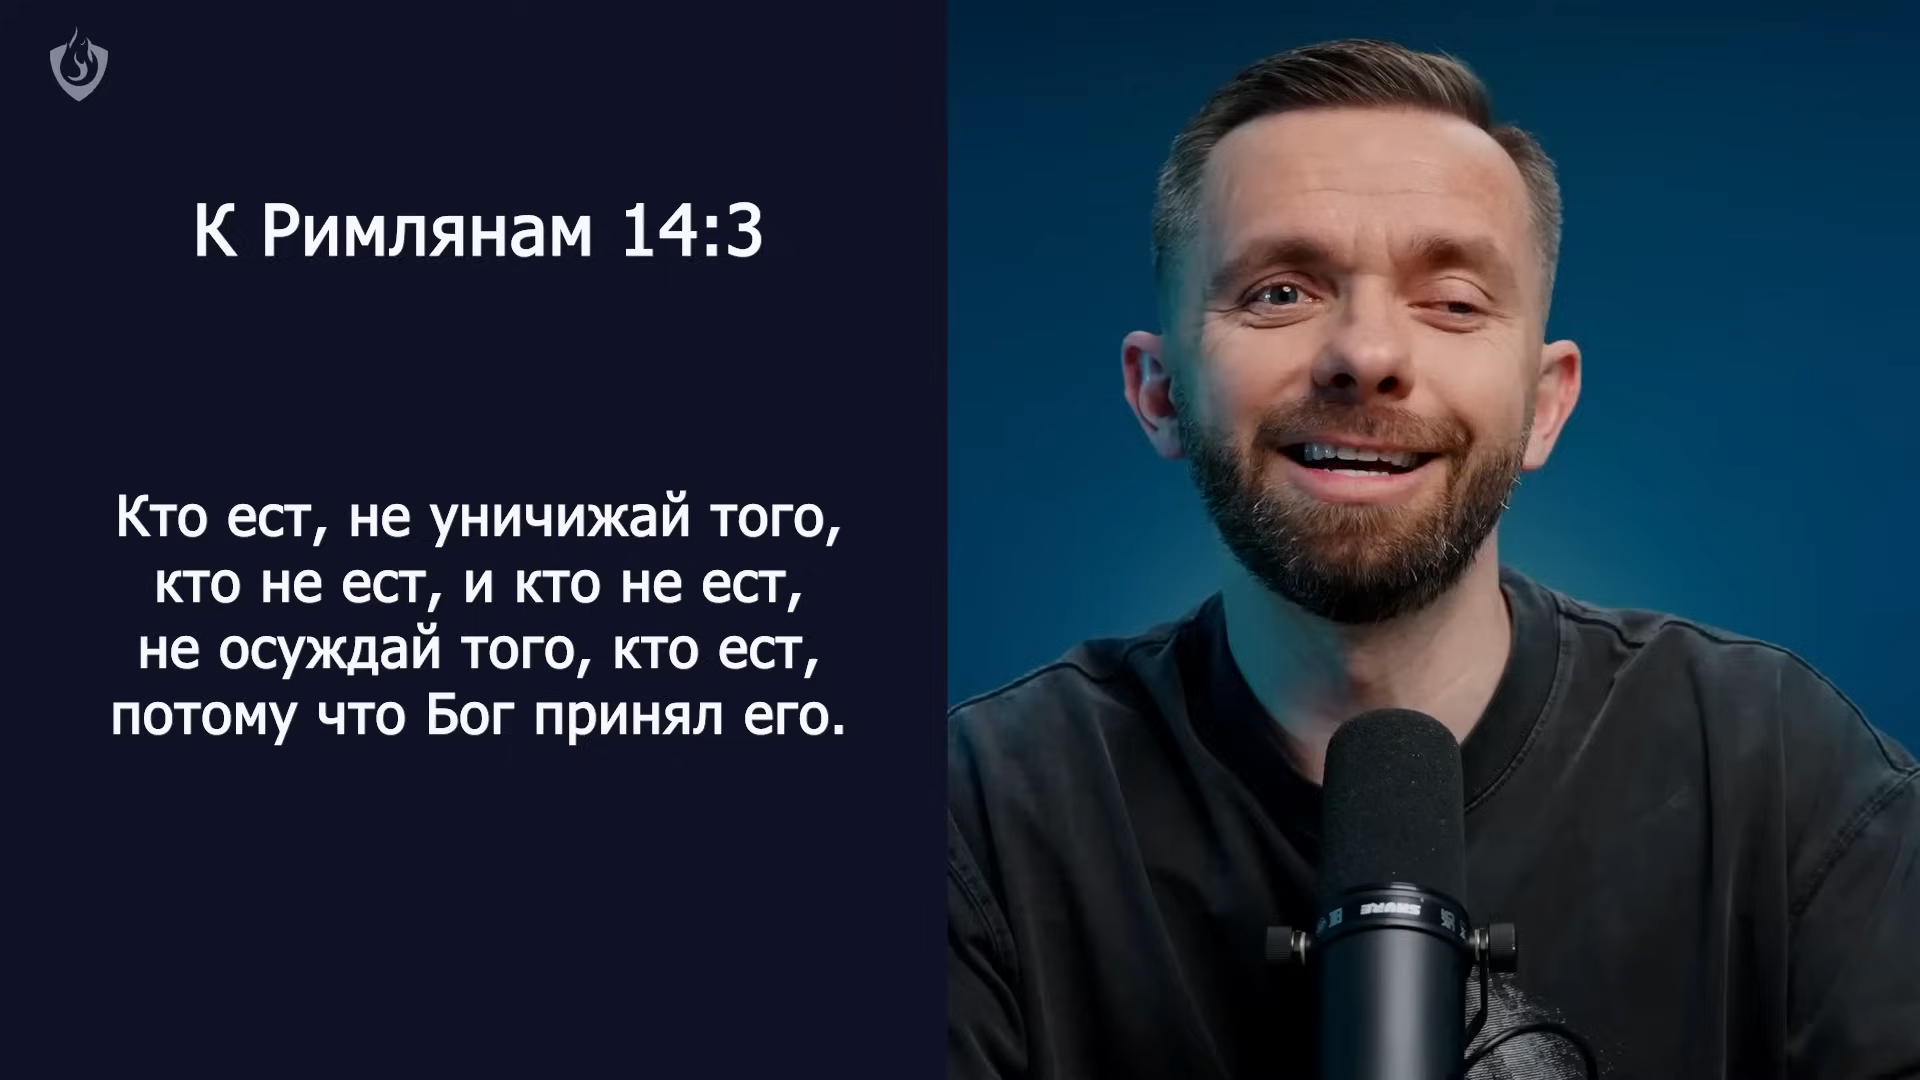 К Римлянам 14:3
Кто ест, не уничижай того,
кто не ест, и кто не ест,
не осуждай того, кто ест,
потому что Бог принял его.
SHURE